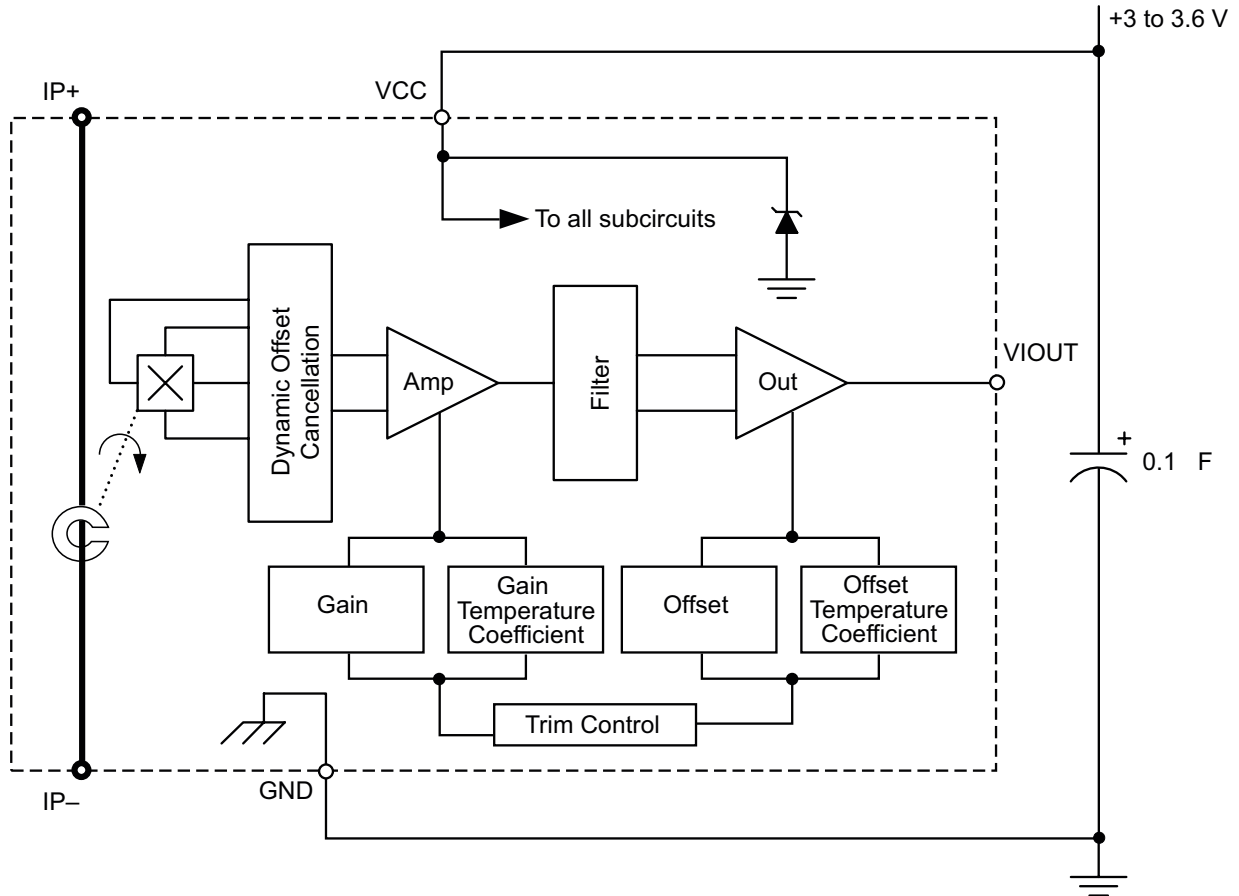 +3 to 3.6 V
IP+
VCC
To all subcircuits
Dynamic Offset
Cancellation
Amp
Filter
Out
VIOUT
+
0.1 F
Gain
Gain
Temperature
Coefficient
Offset
Offset
Temperature
Coefficient
Trim Control
GND
IP–